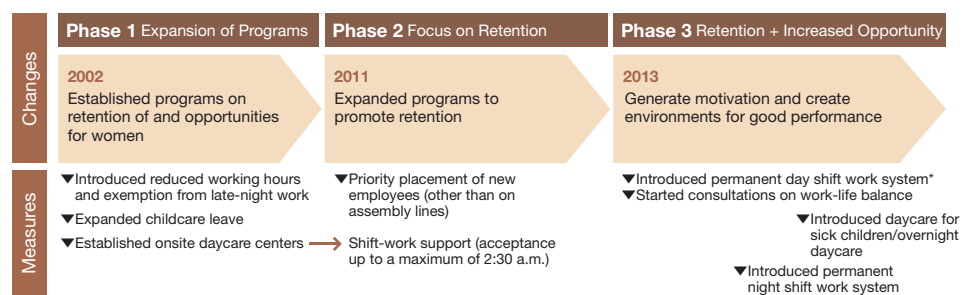 Changes
Phase 1 Expansion of Programs
Phase 2 Focus on Retention
Phase 3 Retention + Increased Opportunity
2002
Established programs on
retention of and opportunities
for women
2011
Expanded programs to
promote retention
2013
Generate motivation and create
environments for good performance
Measures
▼Introduced reduced working hours
and exemption from late-night work
▼Expanded childcare leave
▼Established onsite daycare centers
▼Priority placement of new
employees (other than on
assembly lines)
Shift-work support (acceptance
up to a maximum of 2:30 a.m.)
▼Introduced permanent day shift work system*
▼Started consultations on work-life balance
▼Introduced daycare for
sick children/overnight
daycare
▼Introduced permanent
night shift work system